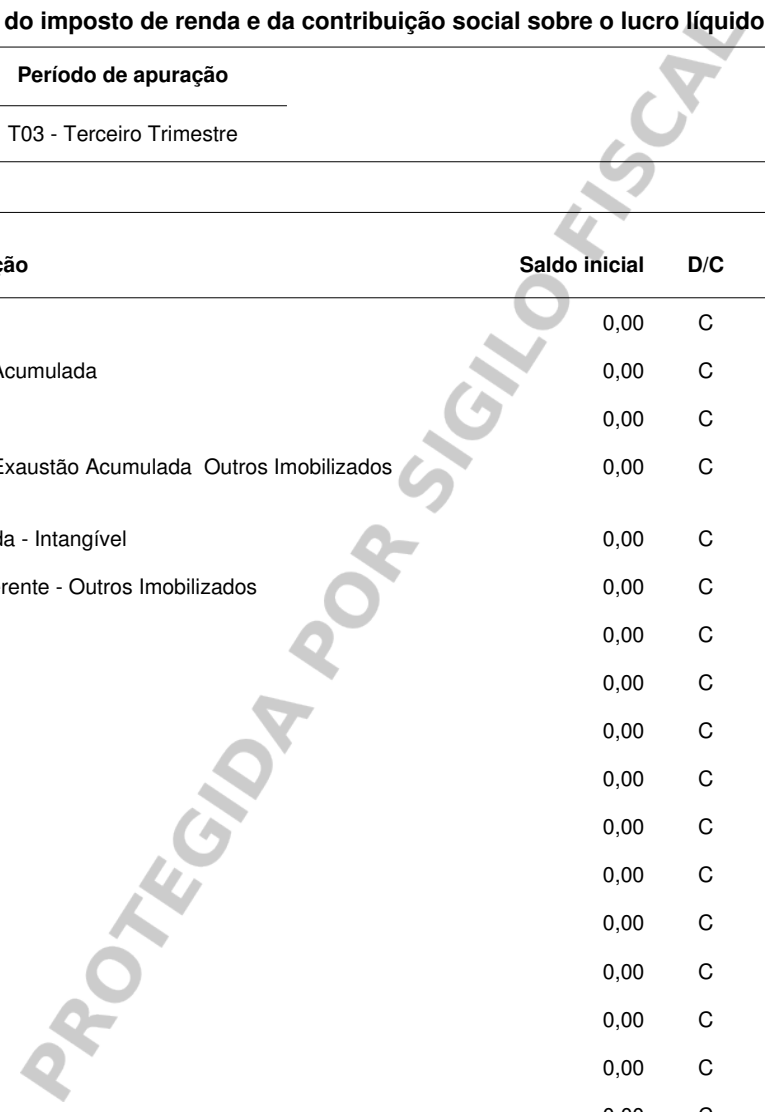 do imposto de renda e da contribuição social sobre o lucro líquido
Período de apuração
T03 - Terceiro Trimestre
Saldo inicial D/C
0,00 C
Acumulada 0,00 C
0,00 C
Exaustão Acumulada Outros Imobilizados 0,00 C
- Intangível 0,00 C
- Outros Imobilizados 0,00 C
0,00 C
0,00 C
0,00 C
0,00 C
0,00 C
0,00 C
0,00 C
0,00 C
0,00 C
0,00 C
PROTEGIDA POR SIGILO FISCAL